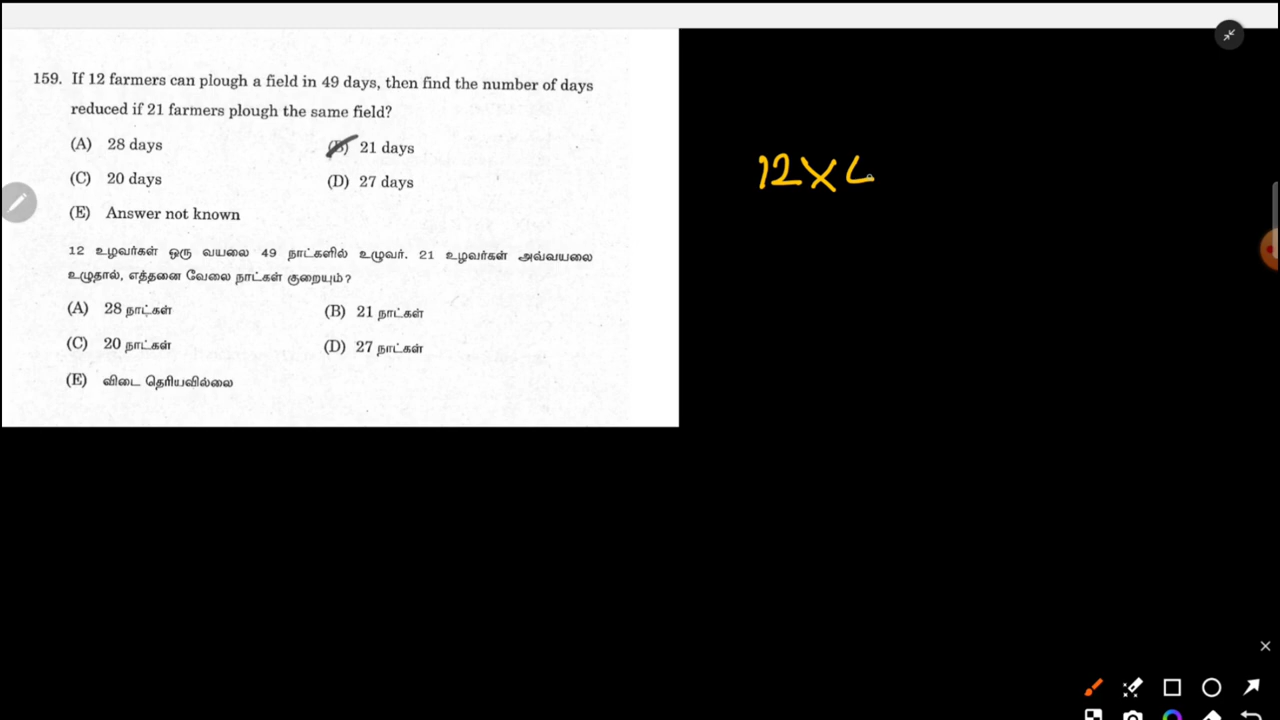 159. If 12 farmers can plough a field in 49 days, then find the number of days
reduced if 21 farmers plough the same field?
(A) 28 days
(B) 21 days
(C) 20 days
(D) 27 days
(E) Answer not known
12 உழவர்கள் ஒரு வயலை 49 நாட்களில் உழுவர். 21 உழவர்கள் அவ்வயலை
உழுதால், எத்தனை வேலை நாட்கள் குறையும்?
(A) 28 நாட்கள்
(B) 21 நாட்கள்
(C) 20 நாட்கள்
(D) 27 நாட்கள்
(E) விடை தெரியவில்லை
12×